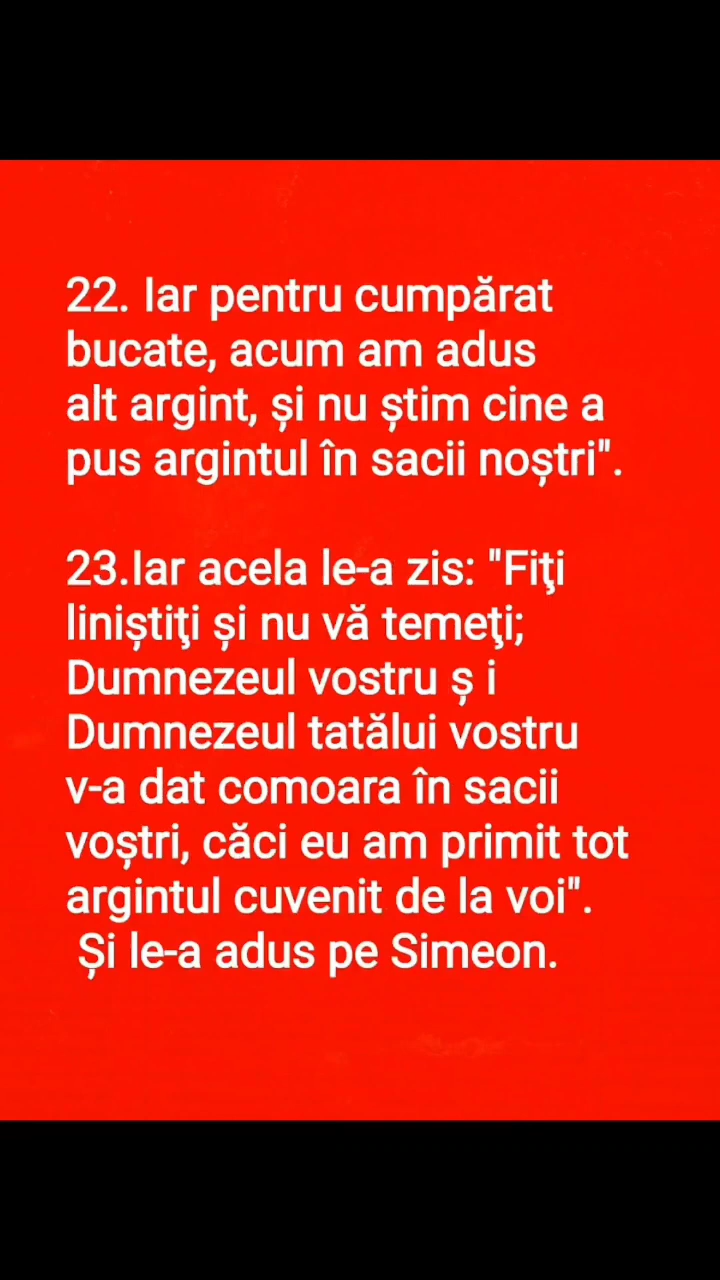 22. Iar pentru cumpărat
bucate, acum am adus
alt argint, și nu știm cine a
pus argintul în sacii noștri".
23.Iar acela le-a zis: "Fiţi
liniștiţi și nu vă temeţi;
Dumnezeul vostru ș i
Dumnezeul tatălui vostru
v-a dat comoara în sacii
voștri, căci eu am primit tot
argintul cuvenit de la voi".
Și le-a adus pe Simeon.